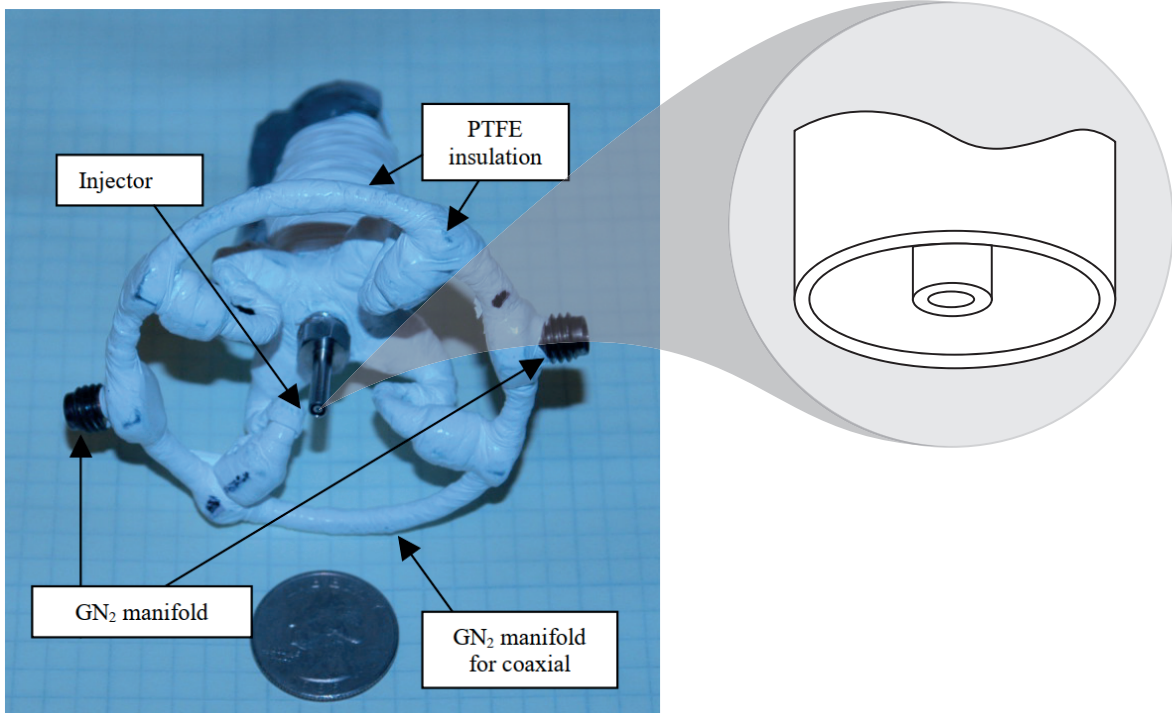 PTFE
insulation
Injector
GN₂ manifold
GN₂ manifold
for coaxial